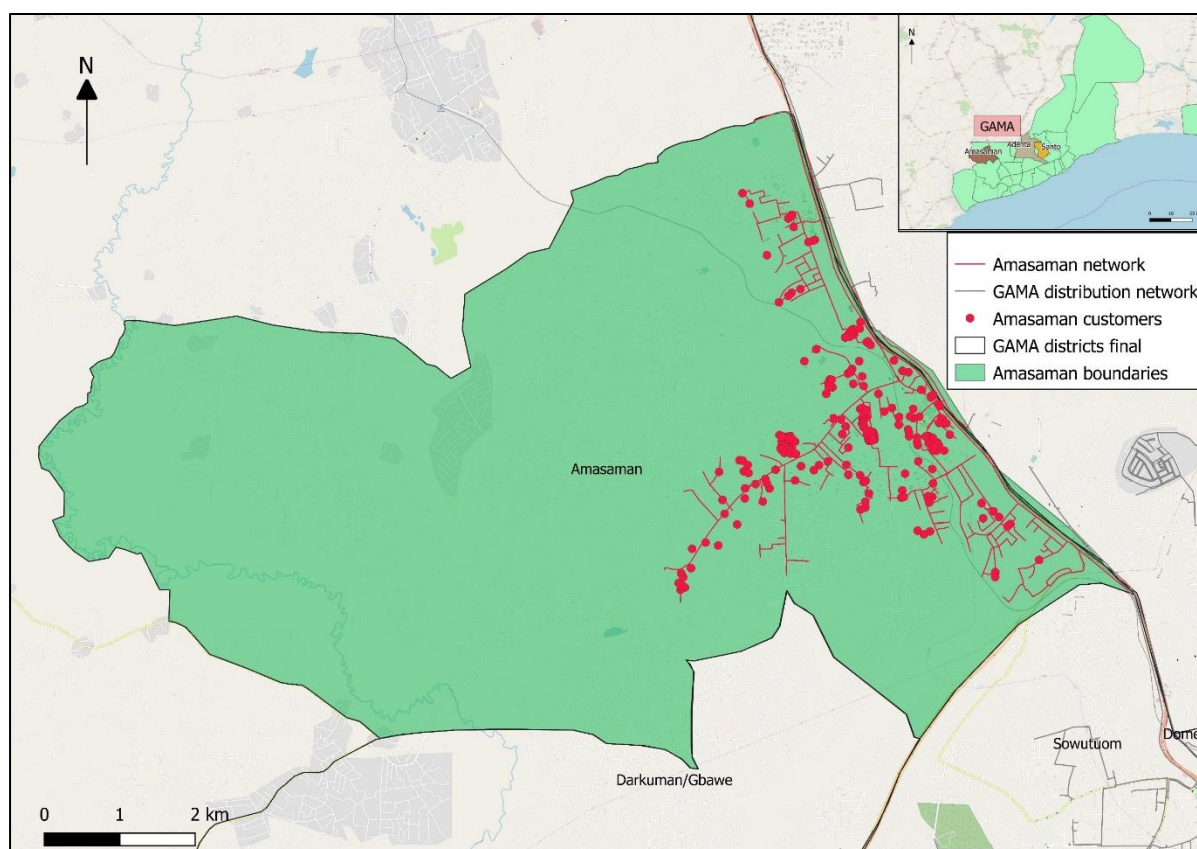 N
N
GAMA
Adenta
Amasaman
Santo
Amasaman network
GAMA distribution network
Amasaman customers
GAMA districts final
Amasaman boundaries
Amasaman
Sowutuom
Dome
Darkuman/Gbawe
0 1 2 km